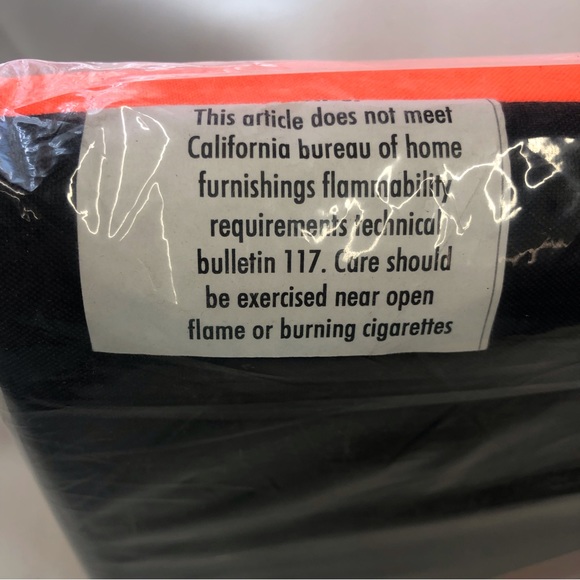 This article does not meet
California bureau of home
furnishings flammability
requirements technical
bulletin 117. Care should
be exercised near open
flame or burning cigarettes